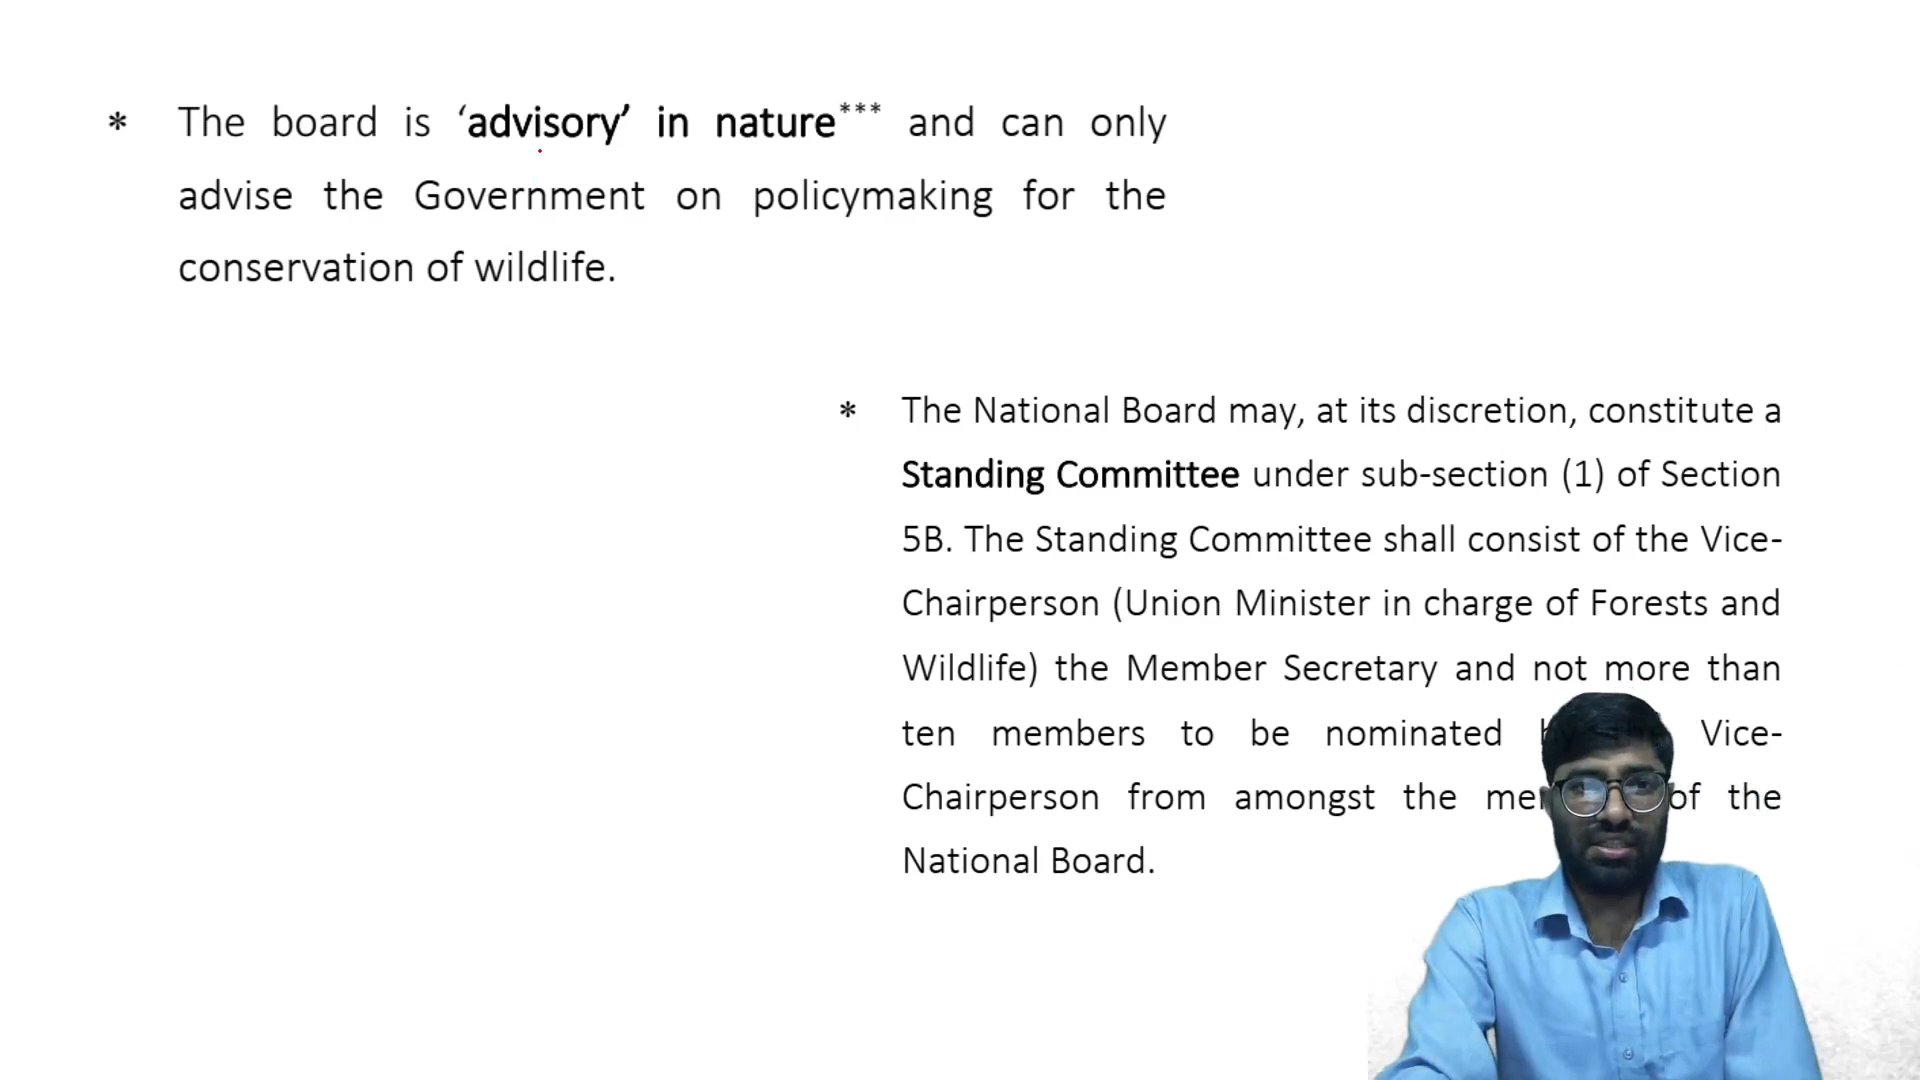 * The board is ‘advisory’ in nature*** and can only
advise the Government on policymaking for the
conservation of wildlife.
* The National Board may, at its discretion, constitute a
Standing Committee under sub-section (1) of Section
5B. The Standing Committee shall consist of the Vice-
Chairperson (Union Minister in charge of Forests and
Wildlife) the Member Secretary and not more than
ten members to be nominated Vice-
Chairperson from amongst the of the
National Board.